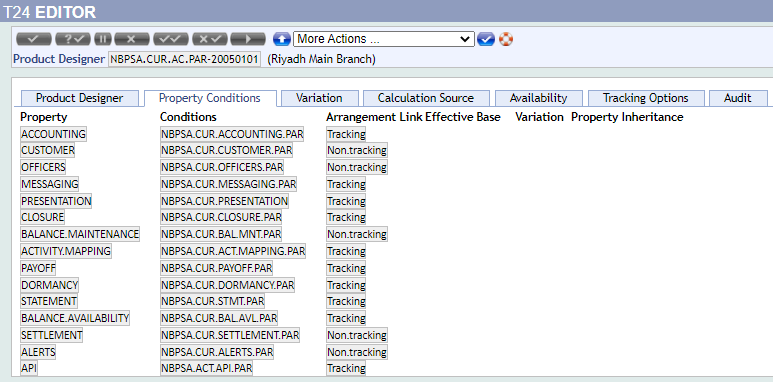 T24 EDITOR
More Actions ...
Product Designer NBPSA.CUR.AC.PAR-20050101 (Riyadh Main Branch)
Product Designer Property Conditions Variation Calculation Source Availability Tracking Options Audit
Property Conditions Arrangement Link Effective Base Variation Property Inheritance
ACCOUNTING NBPSA.CUR.ACCOUNTING.PAR Tracking
CUSTOMER NBPSA.CUR.CUSTOMER.PAR Non.tracking
OFFICERS NBPSA.CUR.OFFICERS.PAR Non.tracking
MESSAGING NBPSA.CUR.MESSAGING.PAR Tracking
PRESENTATION NBPSA.CUR.PRESENTATION Tracking
CLOSURE NBPSA.CUR.CLOSURE.PAR Tracking
BALANCE.MAINTENANCE NBPSA.CUR.BAL.MNT.PAR Non.tracking
ACTIVITY.MAPPING NBPSA.CUR.ACT.MAPPING.PAR Tracking
PAYOFF NBPSA.CUR.PAYOFF.PAR Tracking
DORMANCY NBPSA.CUR.DORMANCY.PAR Tracking
STATEMENT NBPSA.CUR.STMT.PAR Tracking
BALANCE.AVAILABILITY NBPSA.CUR.BAL.AVL.PAR Tracking
SETTLEMENT NBPSA.CUR.SETTLEMENT.PAR Non.tracking
ALERTS NBPSA.CUR.ALERTS.PAR Non.tracking
API NBPSA.ACT.API.PAR Tracking